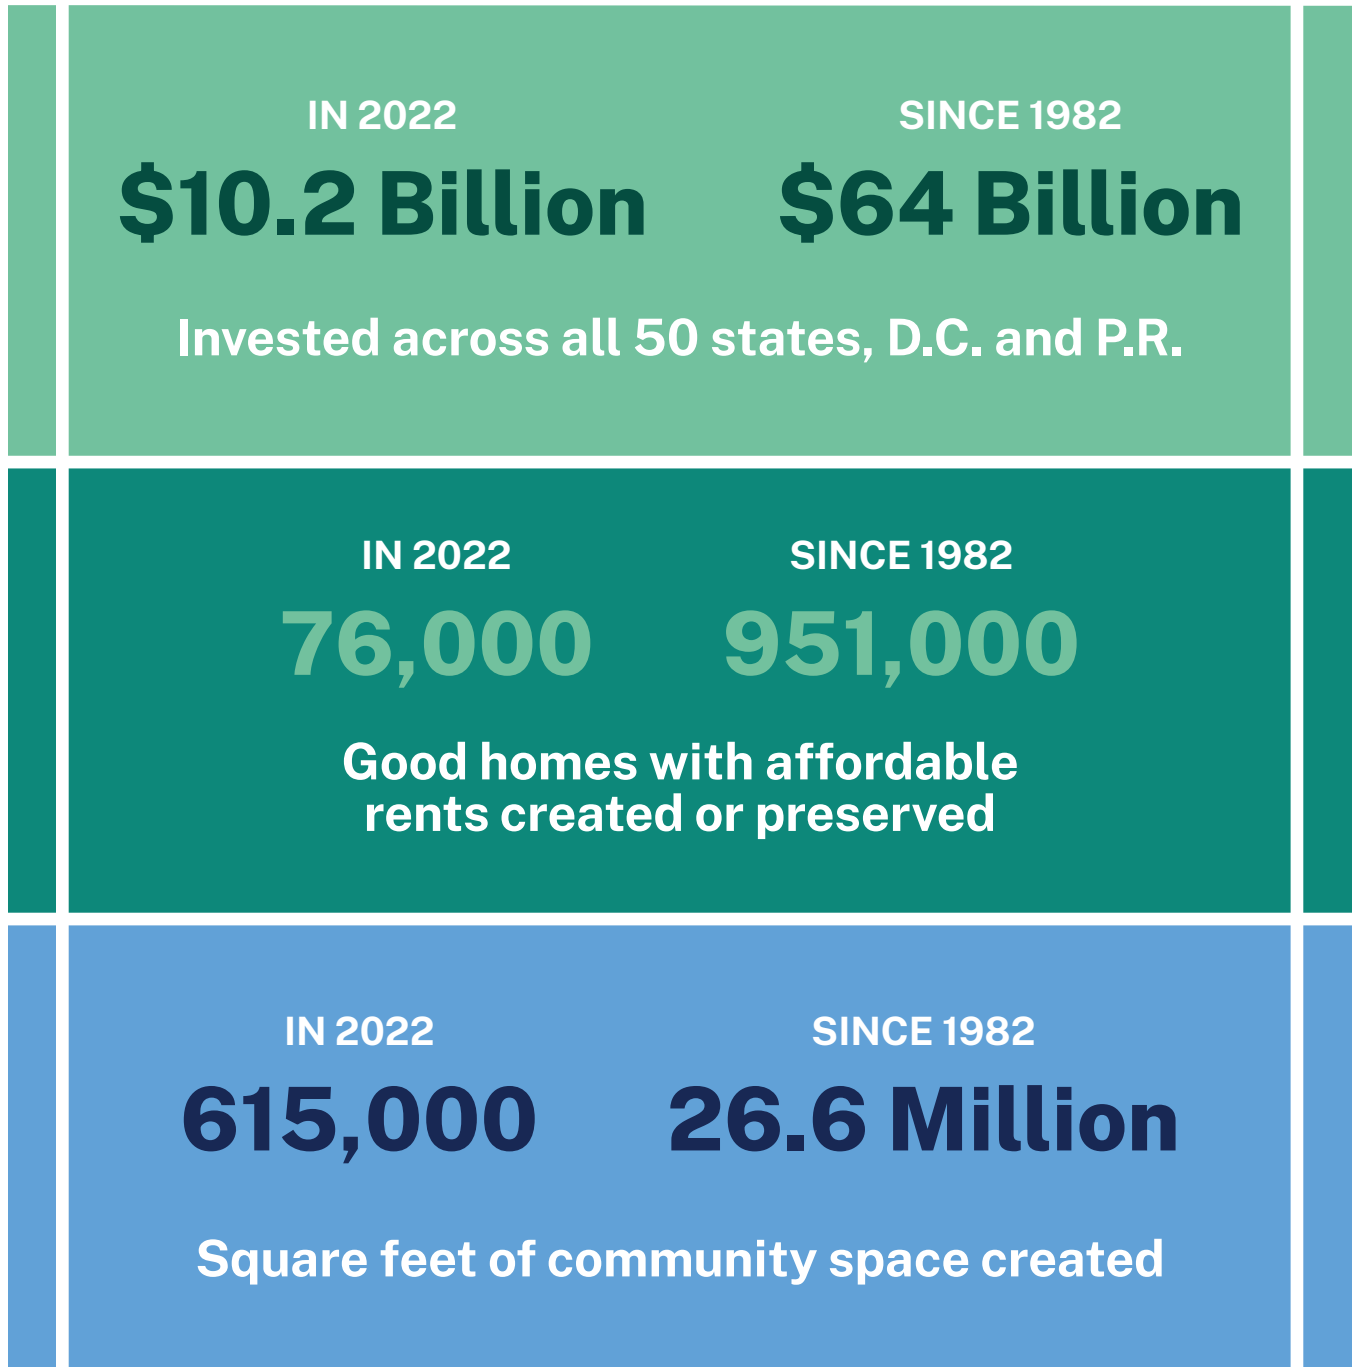 IN 2022
$10.2 Billion
SINCE 1982
$64 Billion
Invested across all 50 states, D.C. and P.R.
IN 2022
76,000
SINCE 1982
951,000
Good homes with affordable
rents created or preserved
IN 2022
615,000
SINCE 1982
26.6 Million
Square feet of community space created